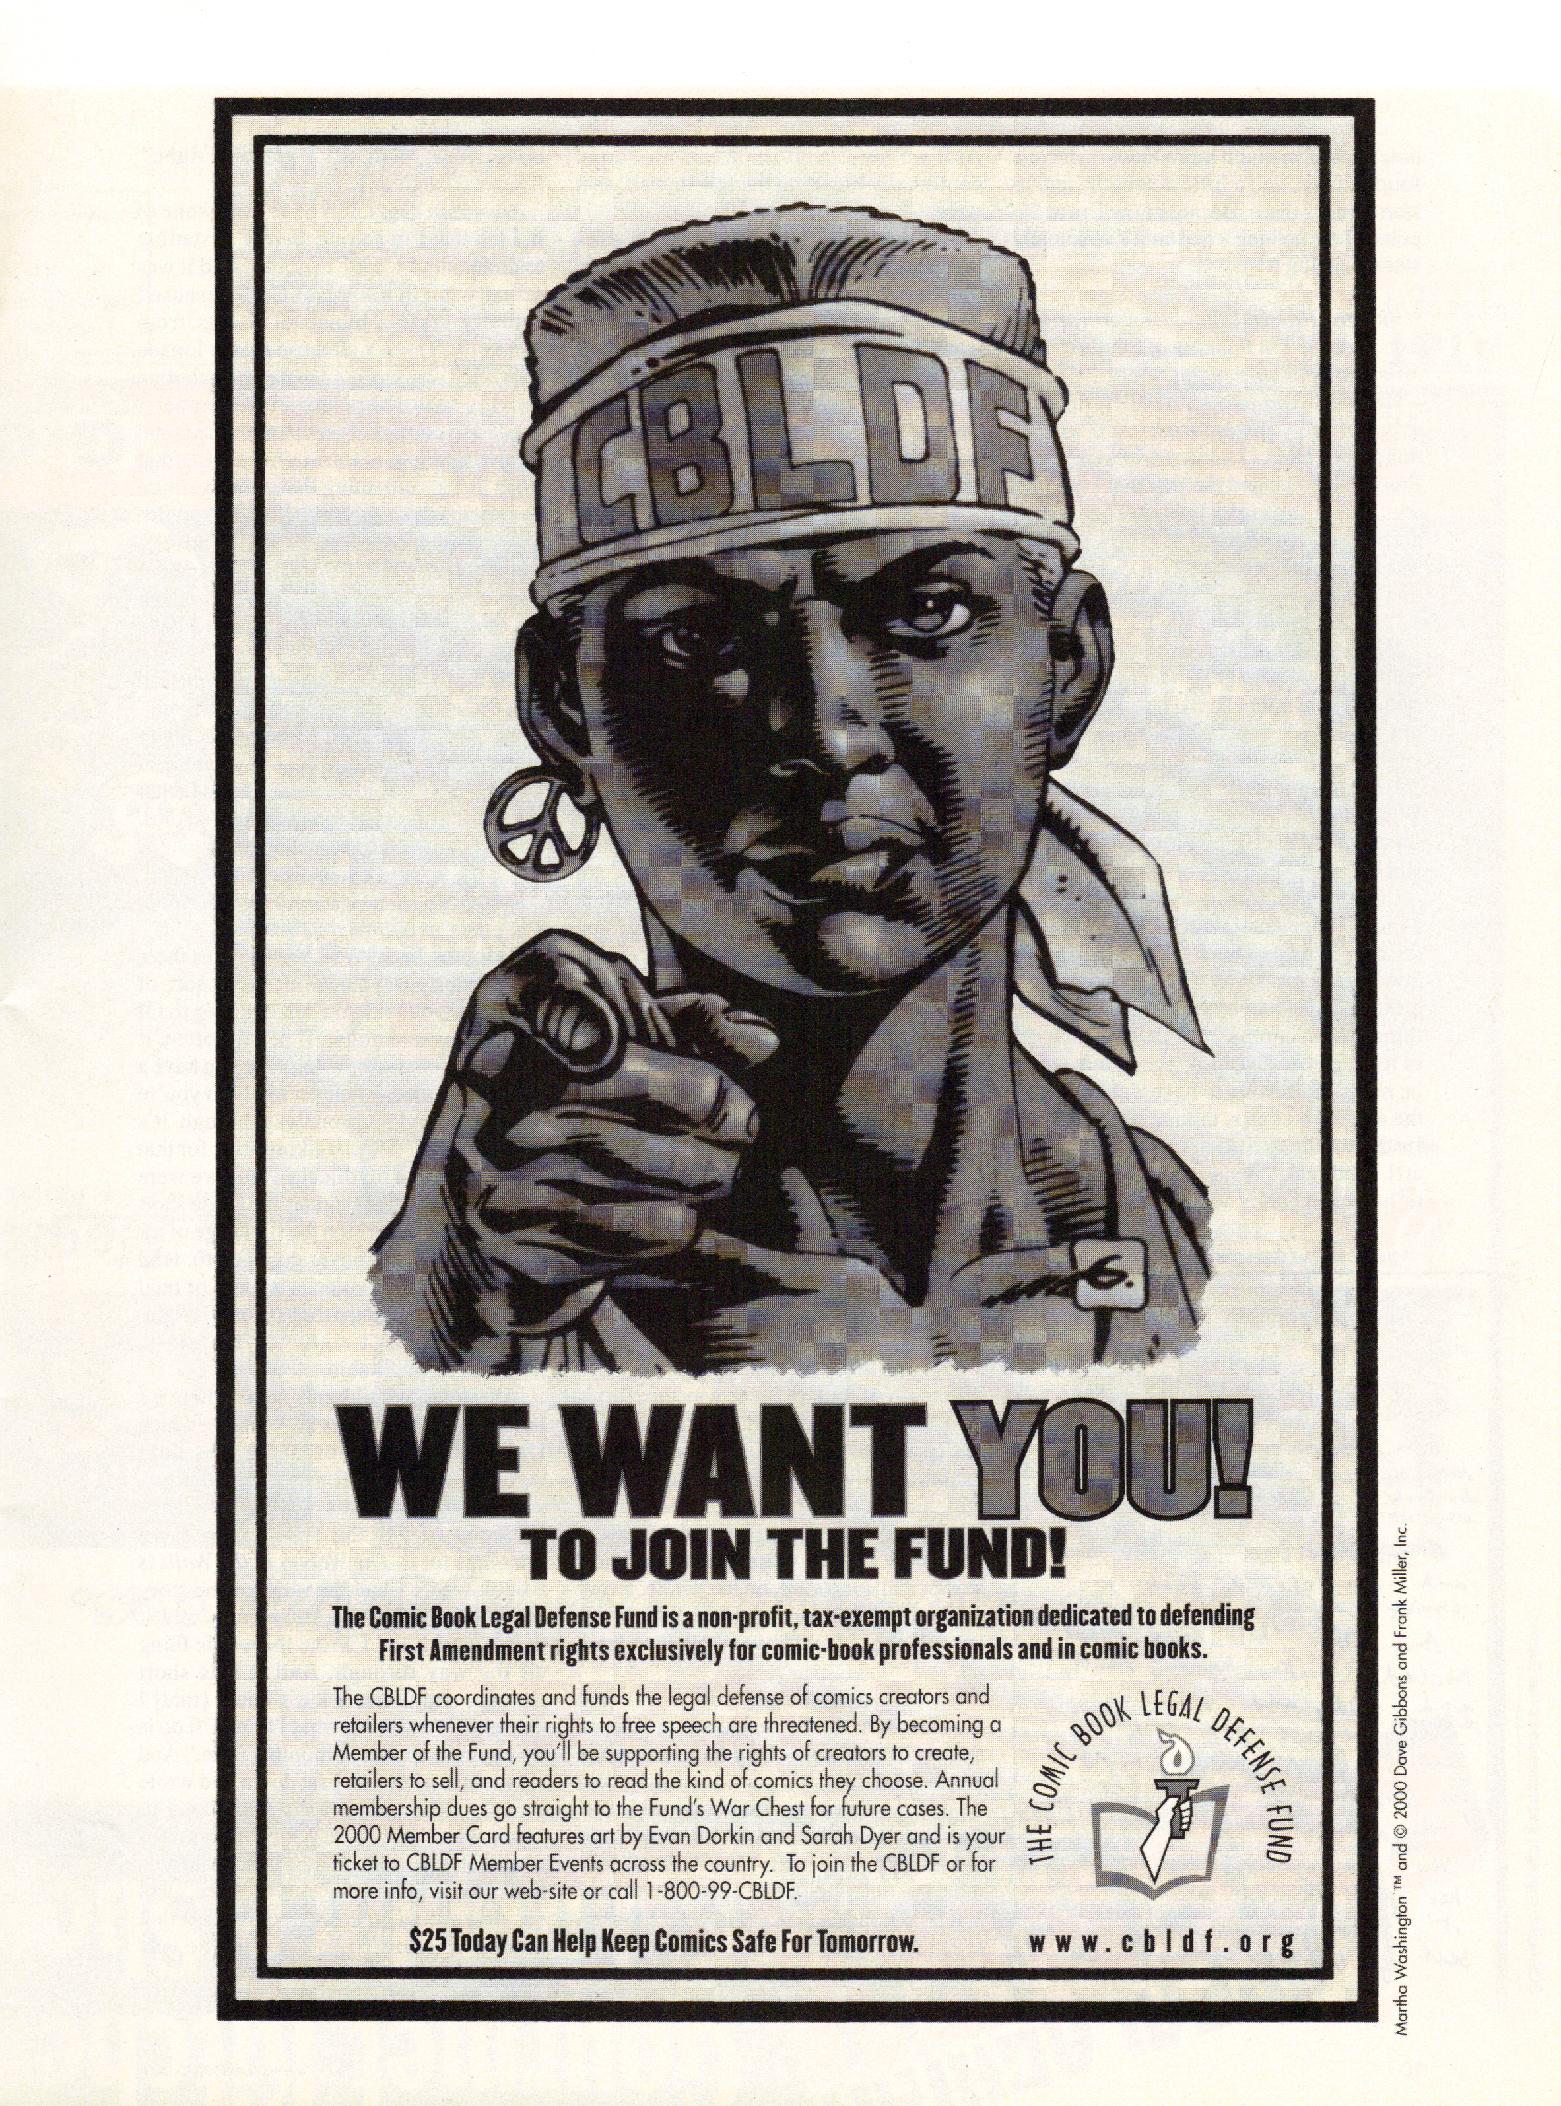 CBLDF
G.
WE WANT YOU!
TO JOIN THE FUND!
The Comic Book Legal Defense Fund is a non-profit, tax-exempt organization dedicated to defending
First Amendment rights exclusively for comic-book professionals and in comic books.
The CBLDF coordinates and funds the legal defense of comics creators and
retailers whenever their rights to free speech are threatened. By becoming a
Member of the Fund, you'll be supporting the rights of creators to create,
retailers to sell, and readers to read the kind of comics they choose. Annual
membership dues go straight to the Fund's War Chest for future cases. The
2000 Member Card features art by Evan Dorkin and Sarah Dyer and is your
ticket to CBLDF Member Events across the country. To join the CBLDF or for
more info, visit our web-site or call 1-800-99-CBLDF.
THE COMIC BOOK LEGAL DEFENSE FUND
$25 Today Can Help Keep Comics Safe For Tomorrow.
www.cbldf.org
Martha Washington ™ and © 2000 Dave Gibbons and Frank Miller, Inc.